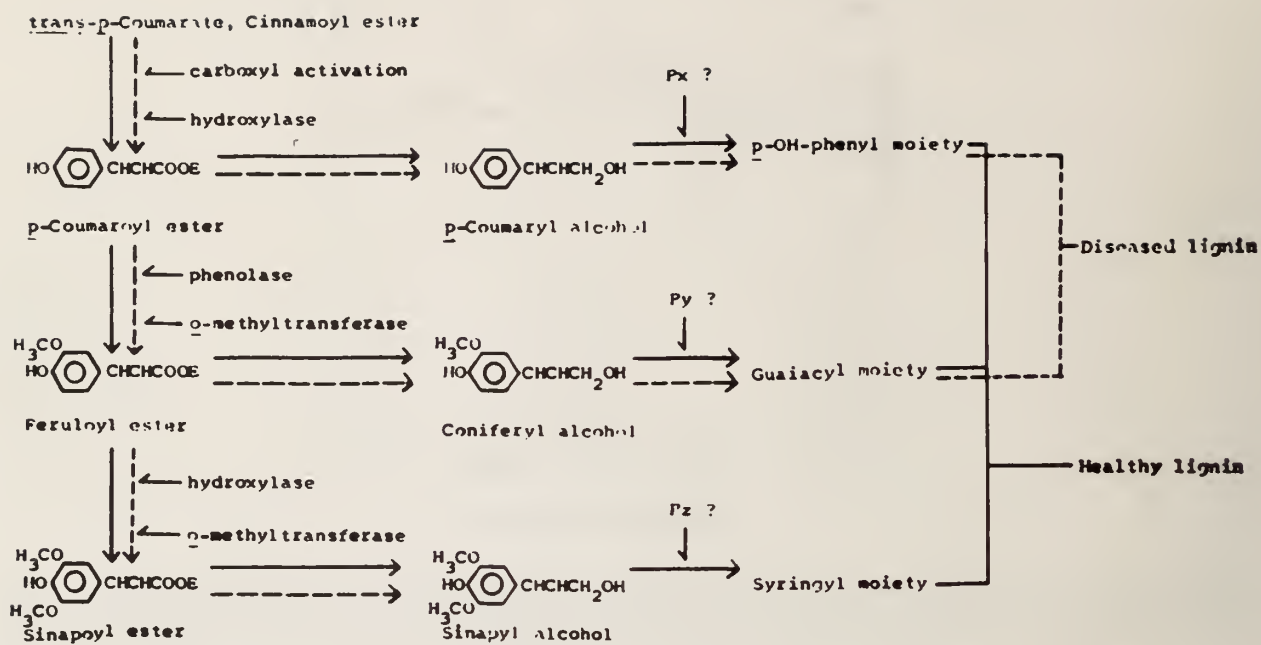 trans-p-Coumarate, Cinnamoyl ester
carboxyl activation
hydroxylase
Px ?
HO CHCHCOOE
HO CHCHCH2OH
p-OH-phenyl moiety
p-Coumaroyl ester
p-Coumaryl alcohol
Diseased lignin
phenolase
o-methyltransferase
Py ?
H3CO
HO CHCHCOOE
H3CO
HO CHCHCH2OH
Guaiacyl moiety
Feruloyl ester
Coniferyl alcohol
Healthy lignin
hydroxylase
o-methyltransferase
Pz ?
H3CO
HO CHCHCOOE
H3CO
H3CO
HO CHCHCH2OH
H3CO
Syringyl moiety
Sinapoyl ester
Sinapyl alcohol